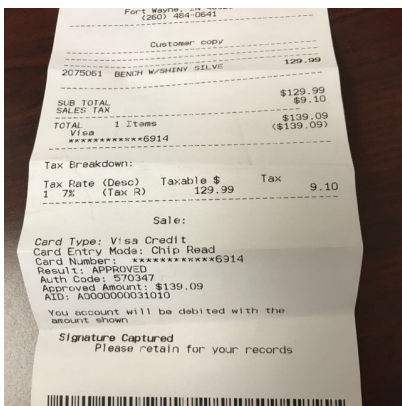 Fort Wayne, IN
(260) 484-0641
Customer copy
129.99
2075061 BENCH W/SHINY SILVE
SUB TOTAL $129.99
SALES TAX $9.10
TOTAL 1 Items $139.09
Visa ($139.09)
************6914
Tax Breakdown:
Tax Rate (Desc) Taxable $ Tax
1 7% (Tax R) 129.99 9.10
Sale:
Card Type: Visa Credit
Card Entry Mode: Chip Read
Card Number: ************6914
Result: APPROVED
Auth Code: 570347
Approved Amount: $139.09
AID: A0000000031010
You account will be debited with the
amount shown
Signature Captured
Please retain for your records